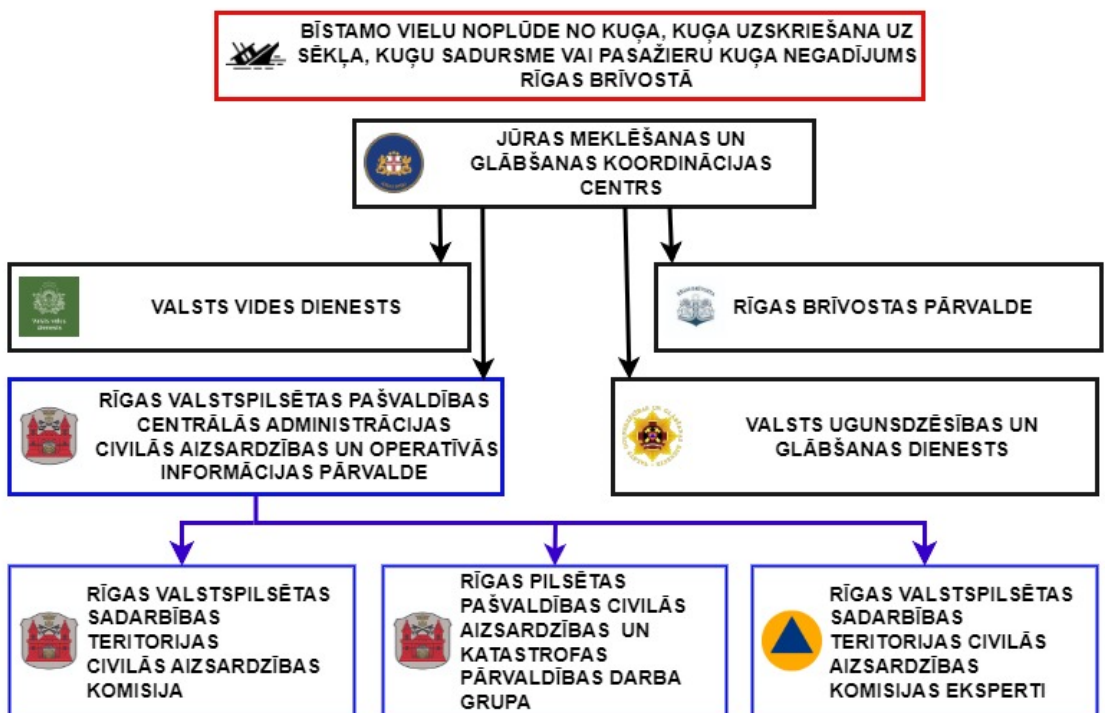 BĪSTAMO VIELU NOPLŪDE NO KUĢA, KUĢA UZSKRIEŠANA UZ
SĒKĻA, KUĢU SADURSME VAI PASAŽIERU KUĢA NEGADĪJUMS
RĪGAS BRĪVOSTĀ
JŪRAS MEKLĒŠANAS UN
GLĀBŠANAS KOORDINĀCIJAS
CENTRS
Valsts vides
dienests
VALSTS VIDES DIENESTS
RĪGAS BRĪVOSTAS PĀRVALDE
RĪGAS VALSTSPILSĒTAS PAŠVALDĪBAS
CENTRĀLĀS ADMINISTRĀCIJAS
CIVILĀS AIZSARDZĪBAS UN OPERATĪVĀS
INFORMĀCIJAS PĀRVALDE
VALSTS UGUNSDZĒSĪBAS UN
GLĀBŠANAS DIENESTS
RĪGAS VALSTSPILSĒTAS
SADARBĪBAS
TERITORIJAS
CIVILĀS AIZSARDZĪBAS
KOMISIJA
RĪGAS PILSĒTAS
PAŠVALDĪBAS CIVILĀS
AIZSARDZĪBAS UN
KATASTROFAS
PĀRVALDĪBAS DARBA
GRUPA
RĪGAS VALSTSPILSĒTAS
SADARBĪBAS
TERITORIJAS CIVILĀS
AIZSARDZĪBAS
KOMISIJAS EKSPERTI